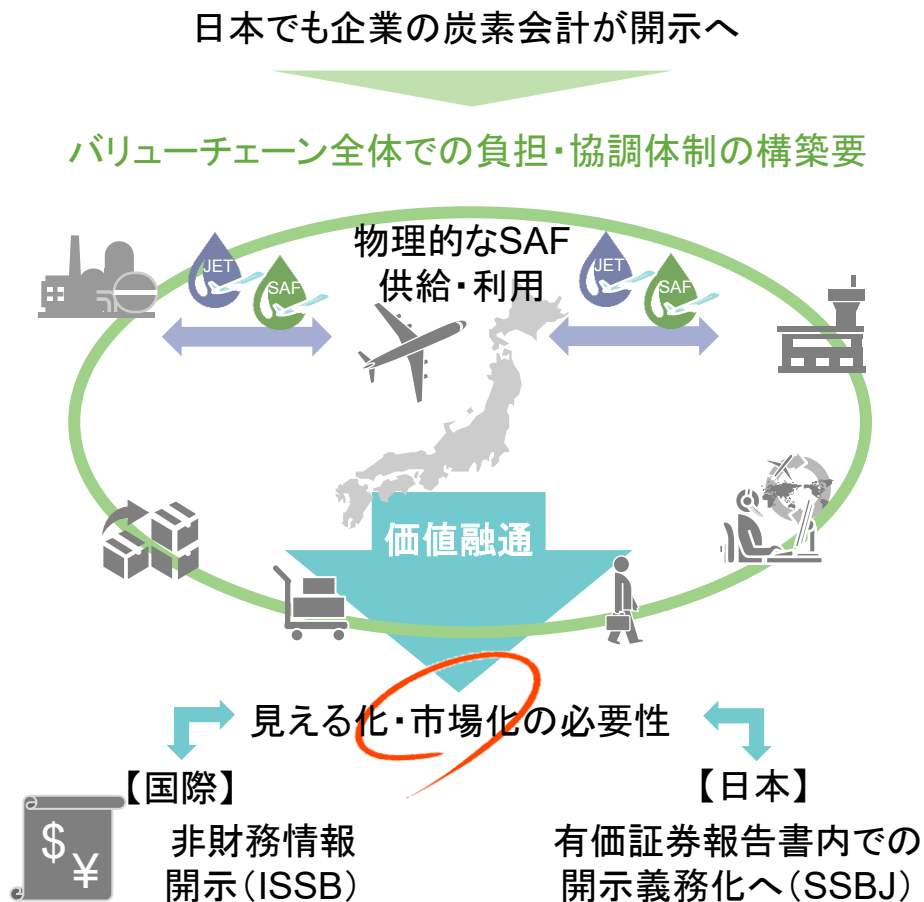 日本でも企業の炭素会計が開示へ
バリューチェーン全体での負担・協調体制の構築要
物理的なSAF
供給・利用
JET
SAF
JET
SAF
価値融通
見える化・市場化の必要性
【国際】
非財務情報
開示(ISSB)
$
¥
【日本】
有価証券報告書内での
開示義務化へ(SSBJ)